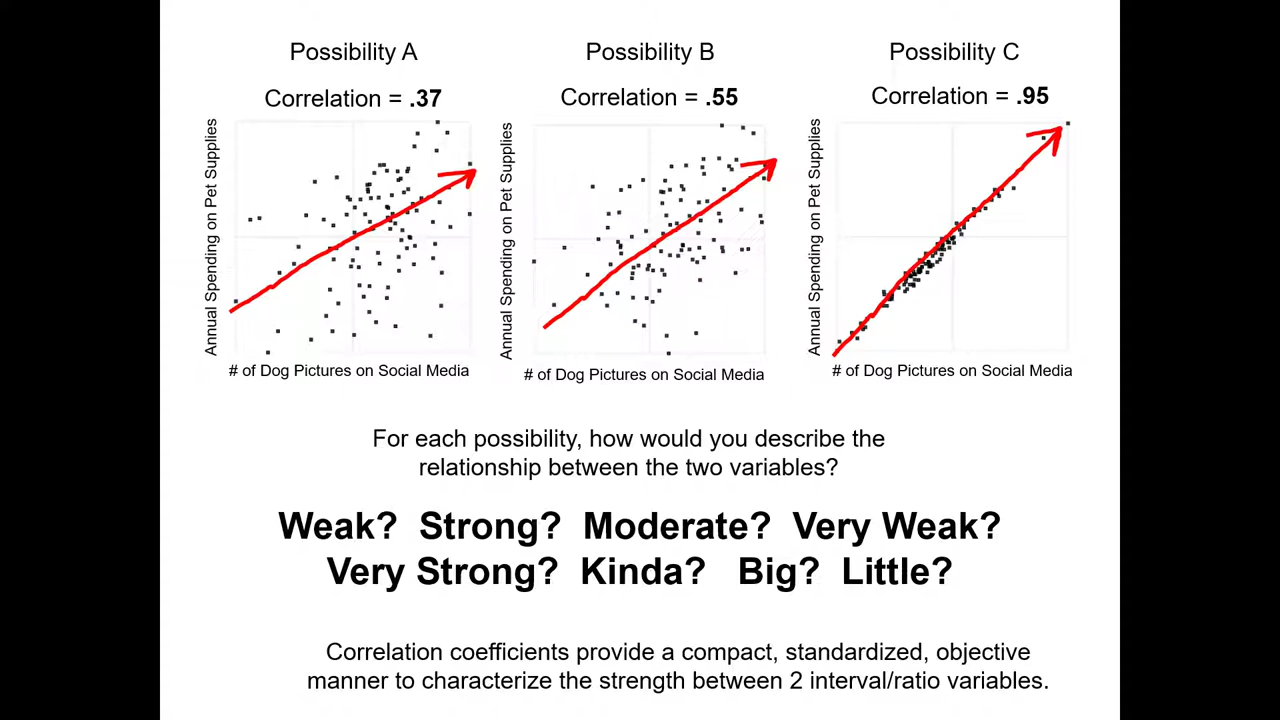 Possibility A
Correlation = .37
Annual Spending on Pet Supplies
# of Dog Pictures on Social Media
Possibility B
Correlation = .55
Annual Spending on Pet Supplies
# of Dog Pictures on Social Media
Possibility C
Correlation = .95
Annual Spending on Pet Supplies
# of Dog Pictures on Social Media
For each possibility, how would you describe the
relationship between the two variables?
Weak? Strong? Moderate? Very Weak?
Very Strong? Kinda? Big? Little?
Correlation coefficients provide a compact, standardized, objective
manner to characterize the strength between 2 interval/ratio variables.